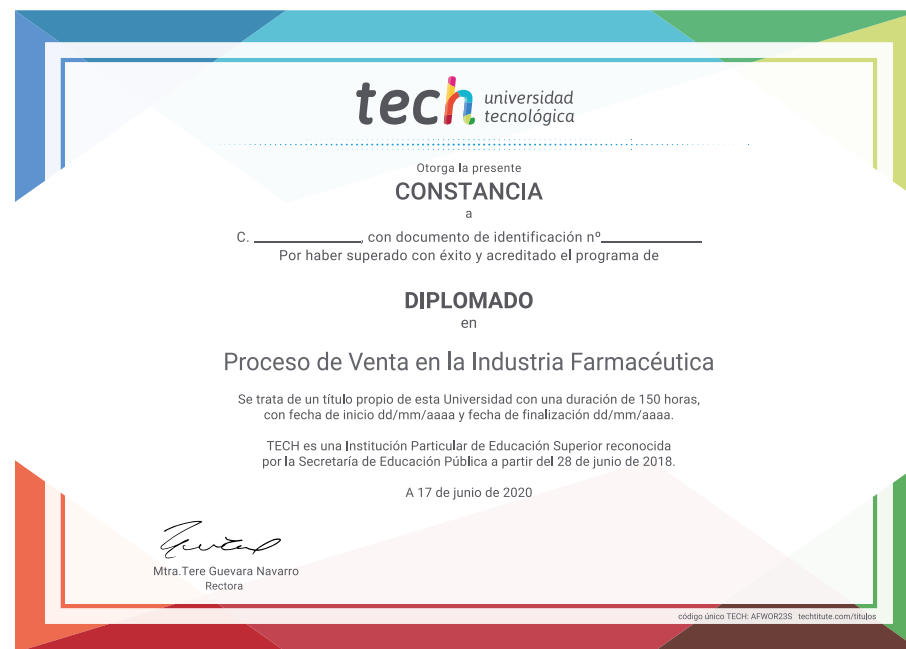 tech universidad
tecnológica
Otorga la presente
CONSTANCIA
a
C. ____________, con documento de identificación nº____________
Por haber superado con éxito y acreditado el programa de
DIPLOMADO
en
Proceso de Venta en la Industria Farmacéutica
Se trata de un título propio de esta Universidad con una duración de 150 horas,
con fecha de inicio dd/mm/aaaa y fecha de finalización dd/mm/aaaa.
TECH es una Institución Particular de Educación Superior reconocida
por la Secretaría de Educación Pública a partir del 28 de junio de 2018.
A 17 de junio de 2020
Mtra.Tere Guevara Navarro
Rectora
código único TECH: AFWOR23S techtitute.com/titulos